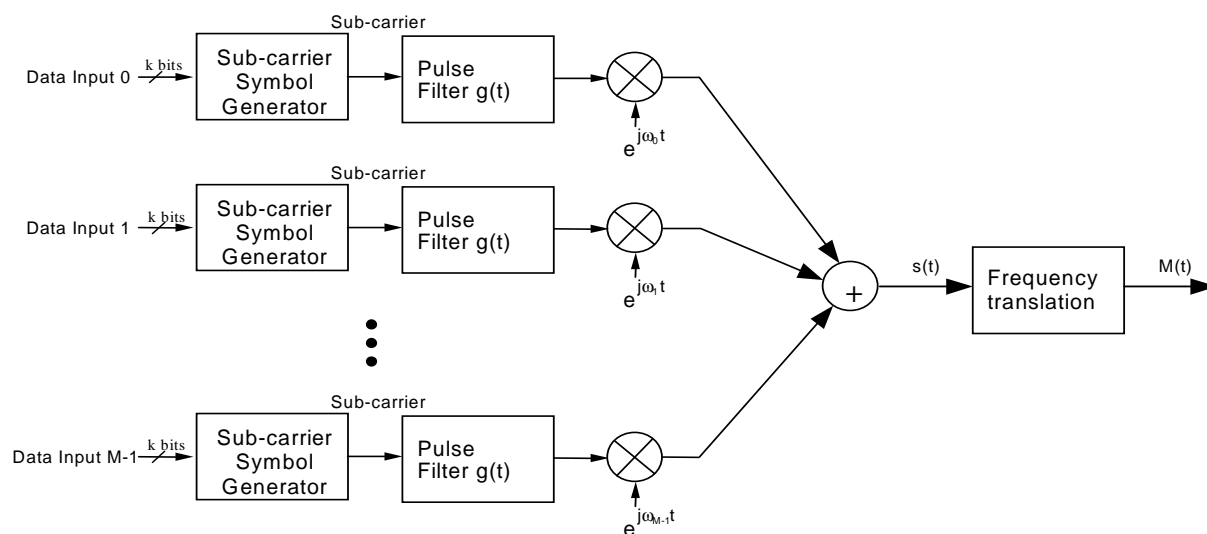 Sub-carrier
Data Input 0
k bits
Sub-carrier
Symbol
Generator
Pulse
Filter g(t)
e^jω₀t
Sub-carrier
Data Input 1
k bits
Sub-carrier
Symbol
Generator
Pulse
Filter g(t)
e^jω₁t
+
s(t)
Frequency
translation
M(t)
Sub-carrier
Data Input M-1
k bits
Sub-carrier
Symbol
Generator
Pulse
Filter g(t)
e^jω_M-1 t